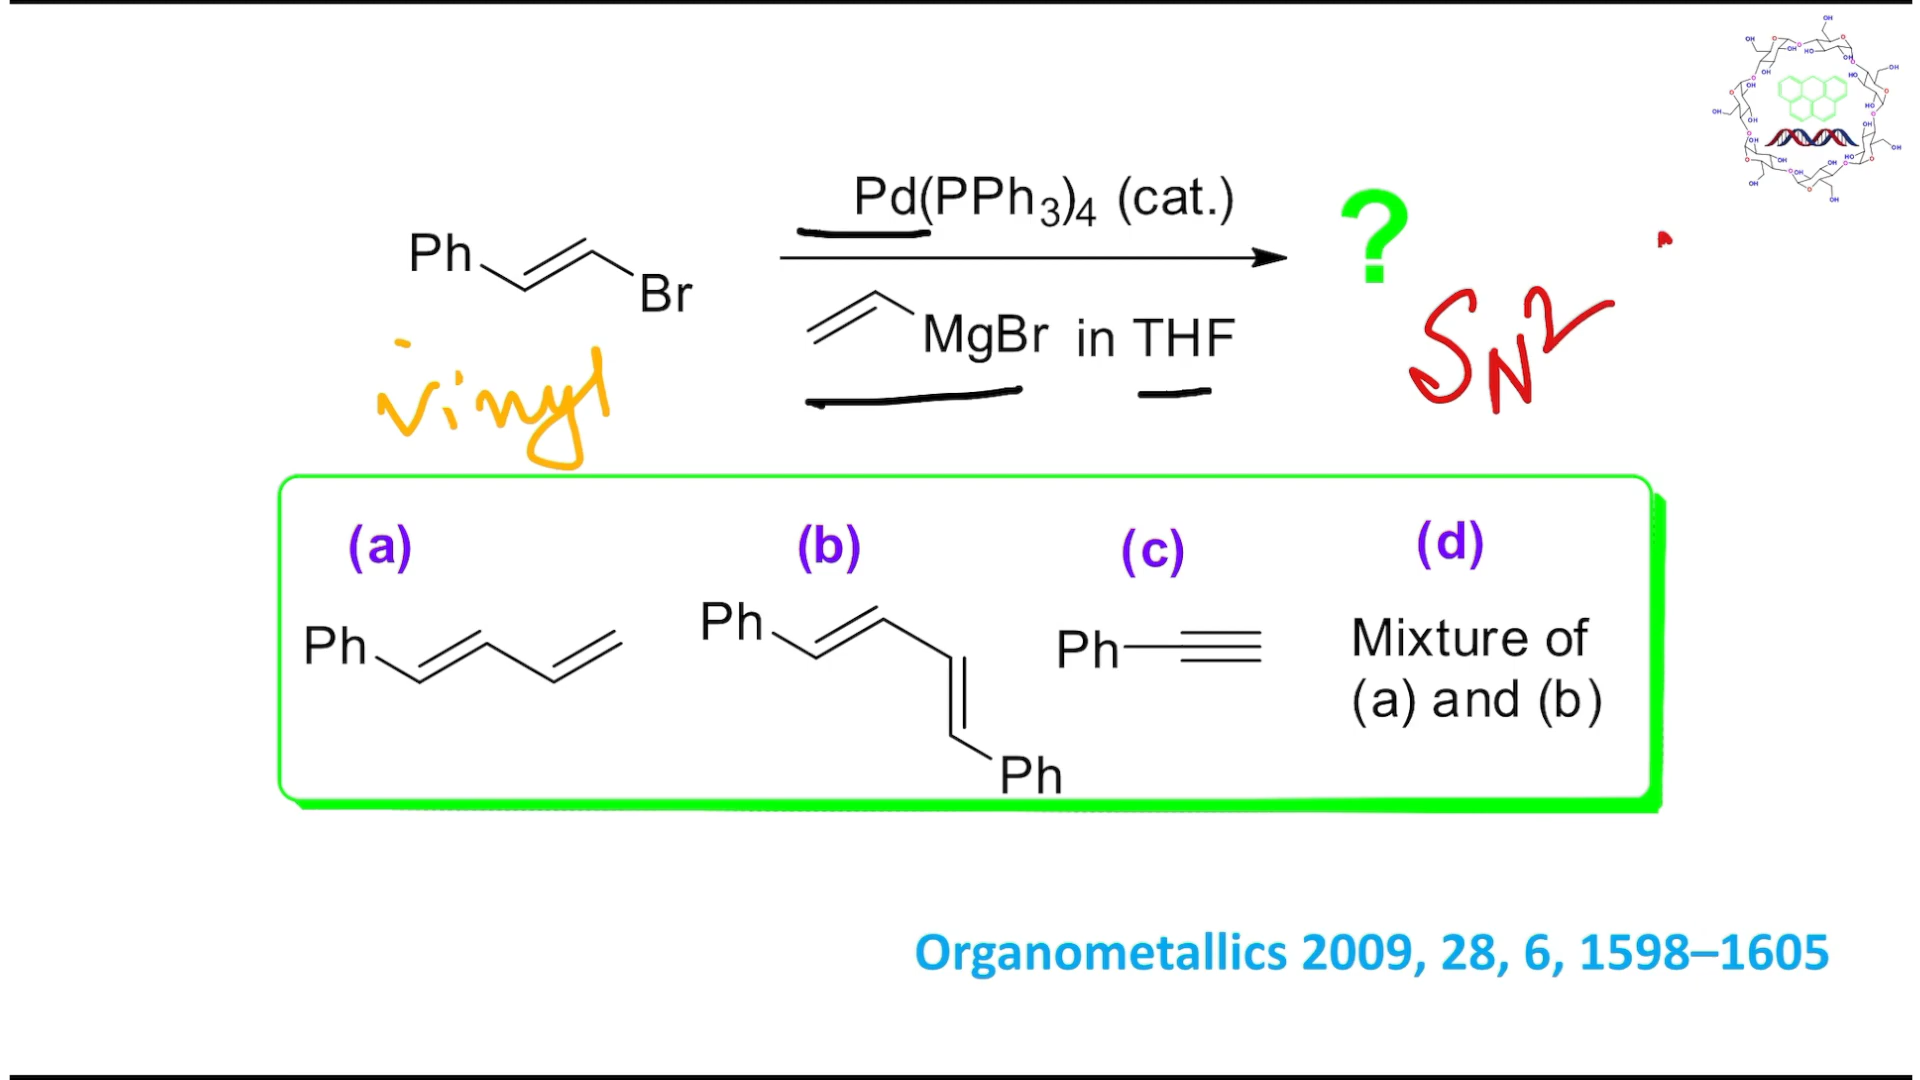 Pd(PPh3)4 (cat.)
Ph
Br
?
MgBr in THF
SN2
vinyl
(a) (b) (c) (d)
Ph
Ph
Ph
Ph
Mixture of
(a) and (b)
Organometallics 2009, 28, 6, 1598–1605